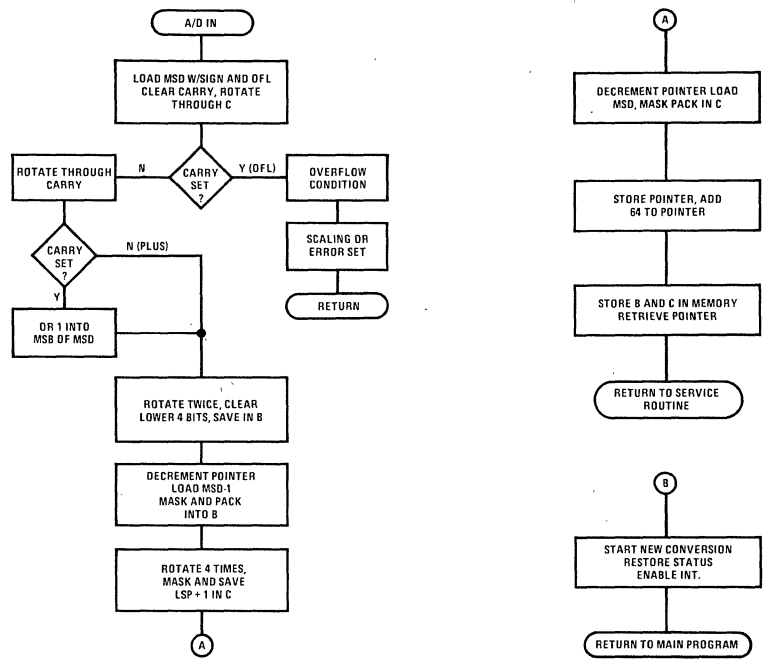 A/D IN
LOAD MSD W/SIGN AND OFL
CLEAR CARRY, ROTATE
THROUGH C
CARRY
SET
?
N
Y (OFL)
ROTATE THROUGH
CARRY
OVERFLOW
CONDITION
SCALING OR
ERROR SET
RETURN
CARRY
SET
?
N (PLUS)
Y
OR 1 INTO
MSB OF MSD
ROTATE TWICE, CLEAR
LOWER 4 BITS, SAVE IN B
DECREMENT POINTER
LOAD MSD-1
MASK AND PACK
INTO B
ROTATE 4 TIMES,
MASK AND SAVE
LSP + 1 IN C
A
A
DECREMENT POINTER LOAD
MSD, MASK PACK IN C
STORE POINTER, ADD
64 TO POINTER
STORE B AND C IN MEMORY
RETRIEVE POINTER
RETURN TO SERVICE
ROUTINE
B
START NEW CONVERSION
RESTORE STATUS
ENABLE INT.
RETURN TO MAIN PROGRAM